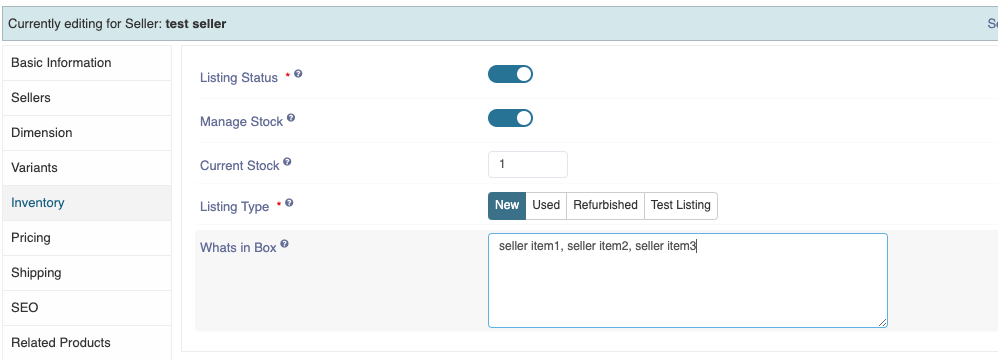 Currently editing for Seller: test seller
Basic Information
Sellers
Dimension
Variants
Inventory
Pricing
Shipping
SEO
Related Products
Listing Status *
Manage Stock
Current Stock 1
Listing Type * New Used Refurbished Test Listing
Whats in Box seller item1, seller item2, seller item3